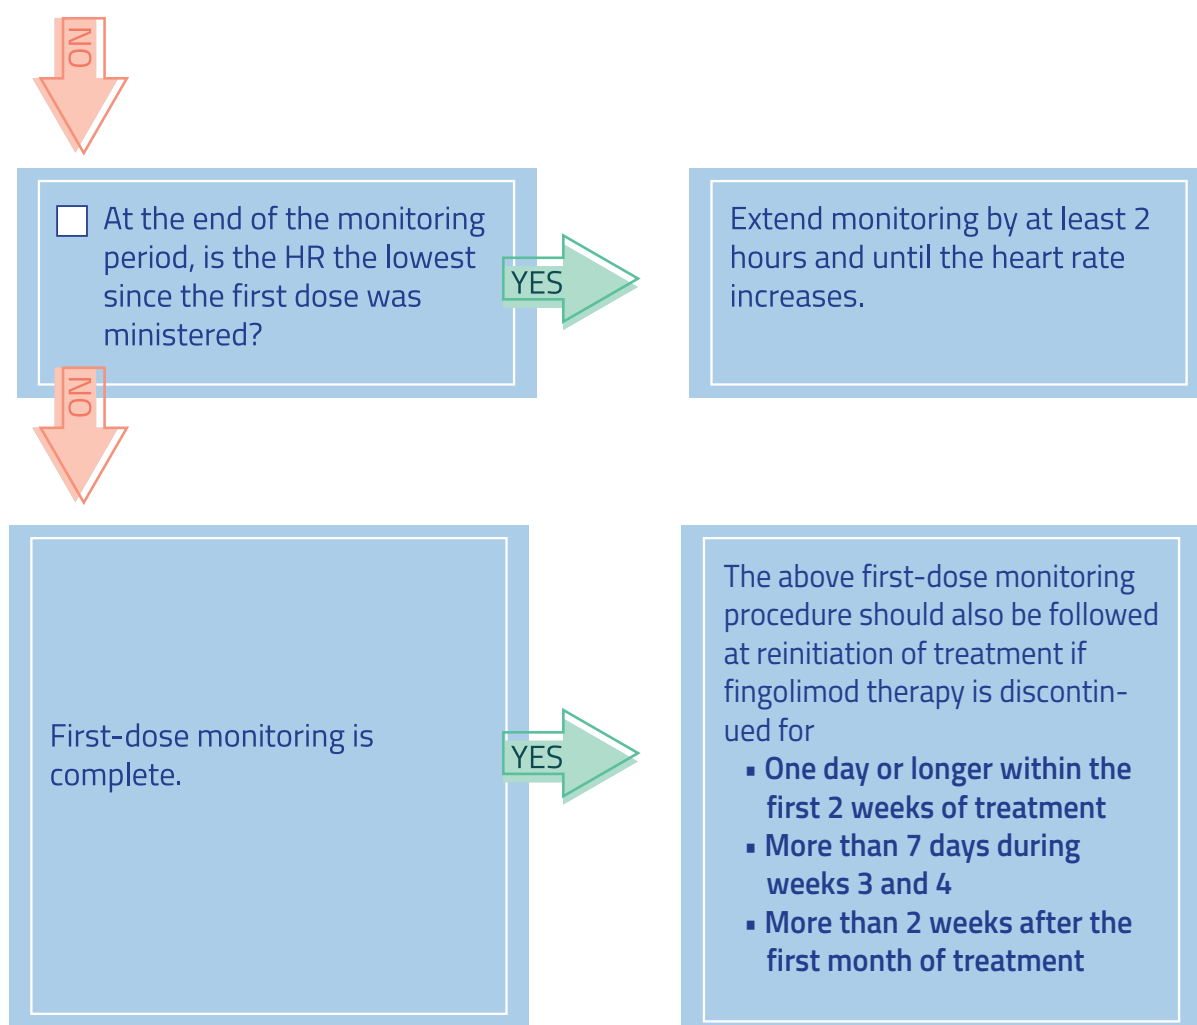 NO
At the end of the monitoring
period, is the HR the lowest
since the first dose was
ministered?
YES
Extend monitoring by at least 2
hours and until the heart rate
increases.
NO
First-dose monitoring is
complete.
YES
The above first-dose monitoring
procedure should also be followed
at reinitiation of treatment if
fingolimod therapy is discontin-
ued for
▪ One day or longer within the
first 2 weeks of treatment
▪ More than 7 days during
weeks 3 and 4
▪ More than 2 weeks after the
first month of treatment